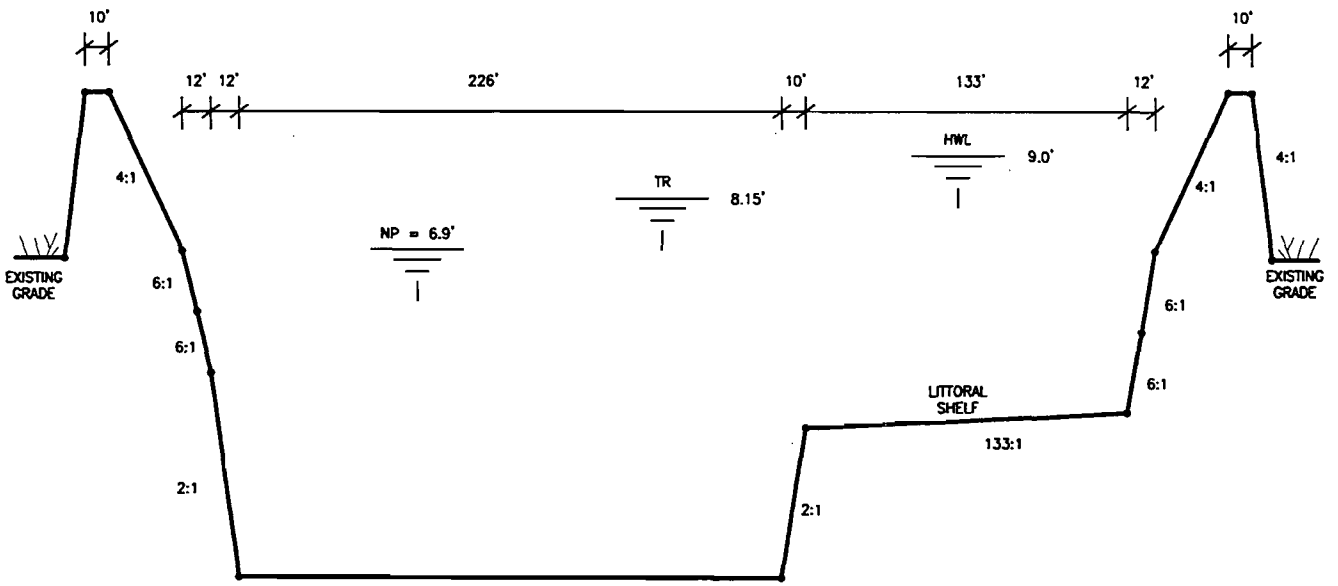 10'
10'
12'
12'
226'
10'
133'
12'
HWL
9.0'
4:1
4:1
4:1
TR
8.15'
NP = 6.9'
EXISTING
GRADE
EXISTING
GRADE
6:1
6:1
6:1
6:1
LITTORAL
SHELF
133:1
2:1
2:1